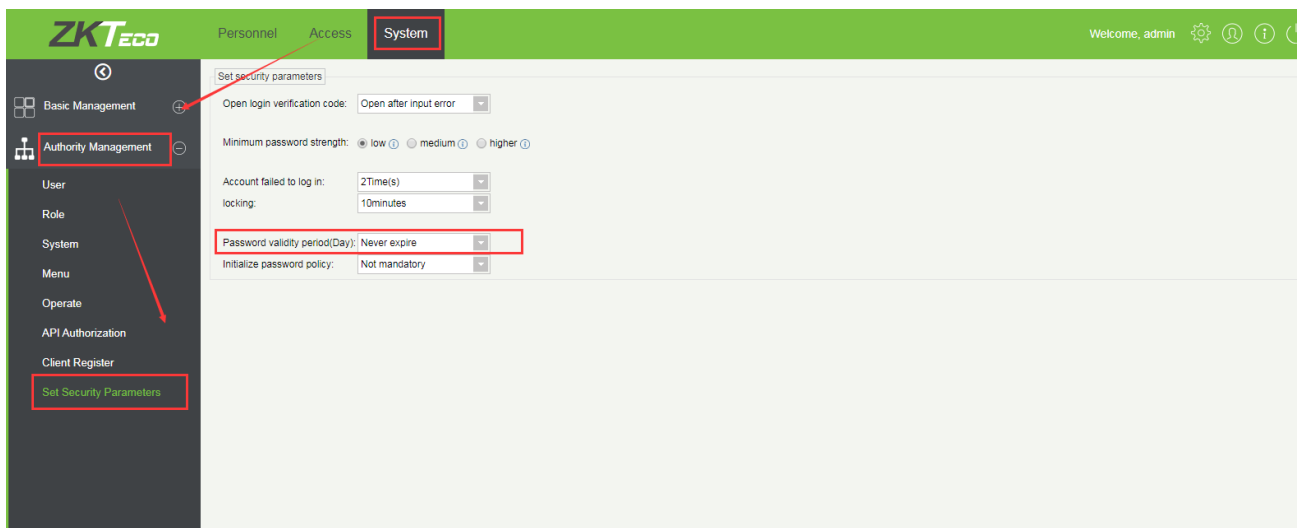 ZKTeco
Personnel Access System
Welcome, admin
Basic Management
Authority Management
User
Role
System
Menu
Operate
API Authorization
Client Register
Set Security Parameters
Set security parameters
Open login verification code: Open after input error
Minimum password strength: low medium higher
Account failed to log in: 2Time(s)
locking: 10minutes
Password validity period(Day): Never expire
Initialize password policy: Not mandatory